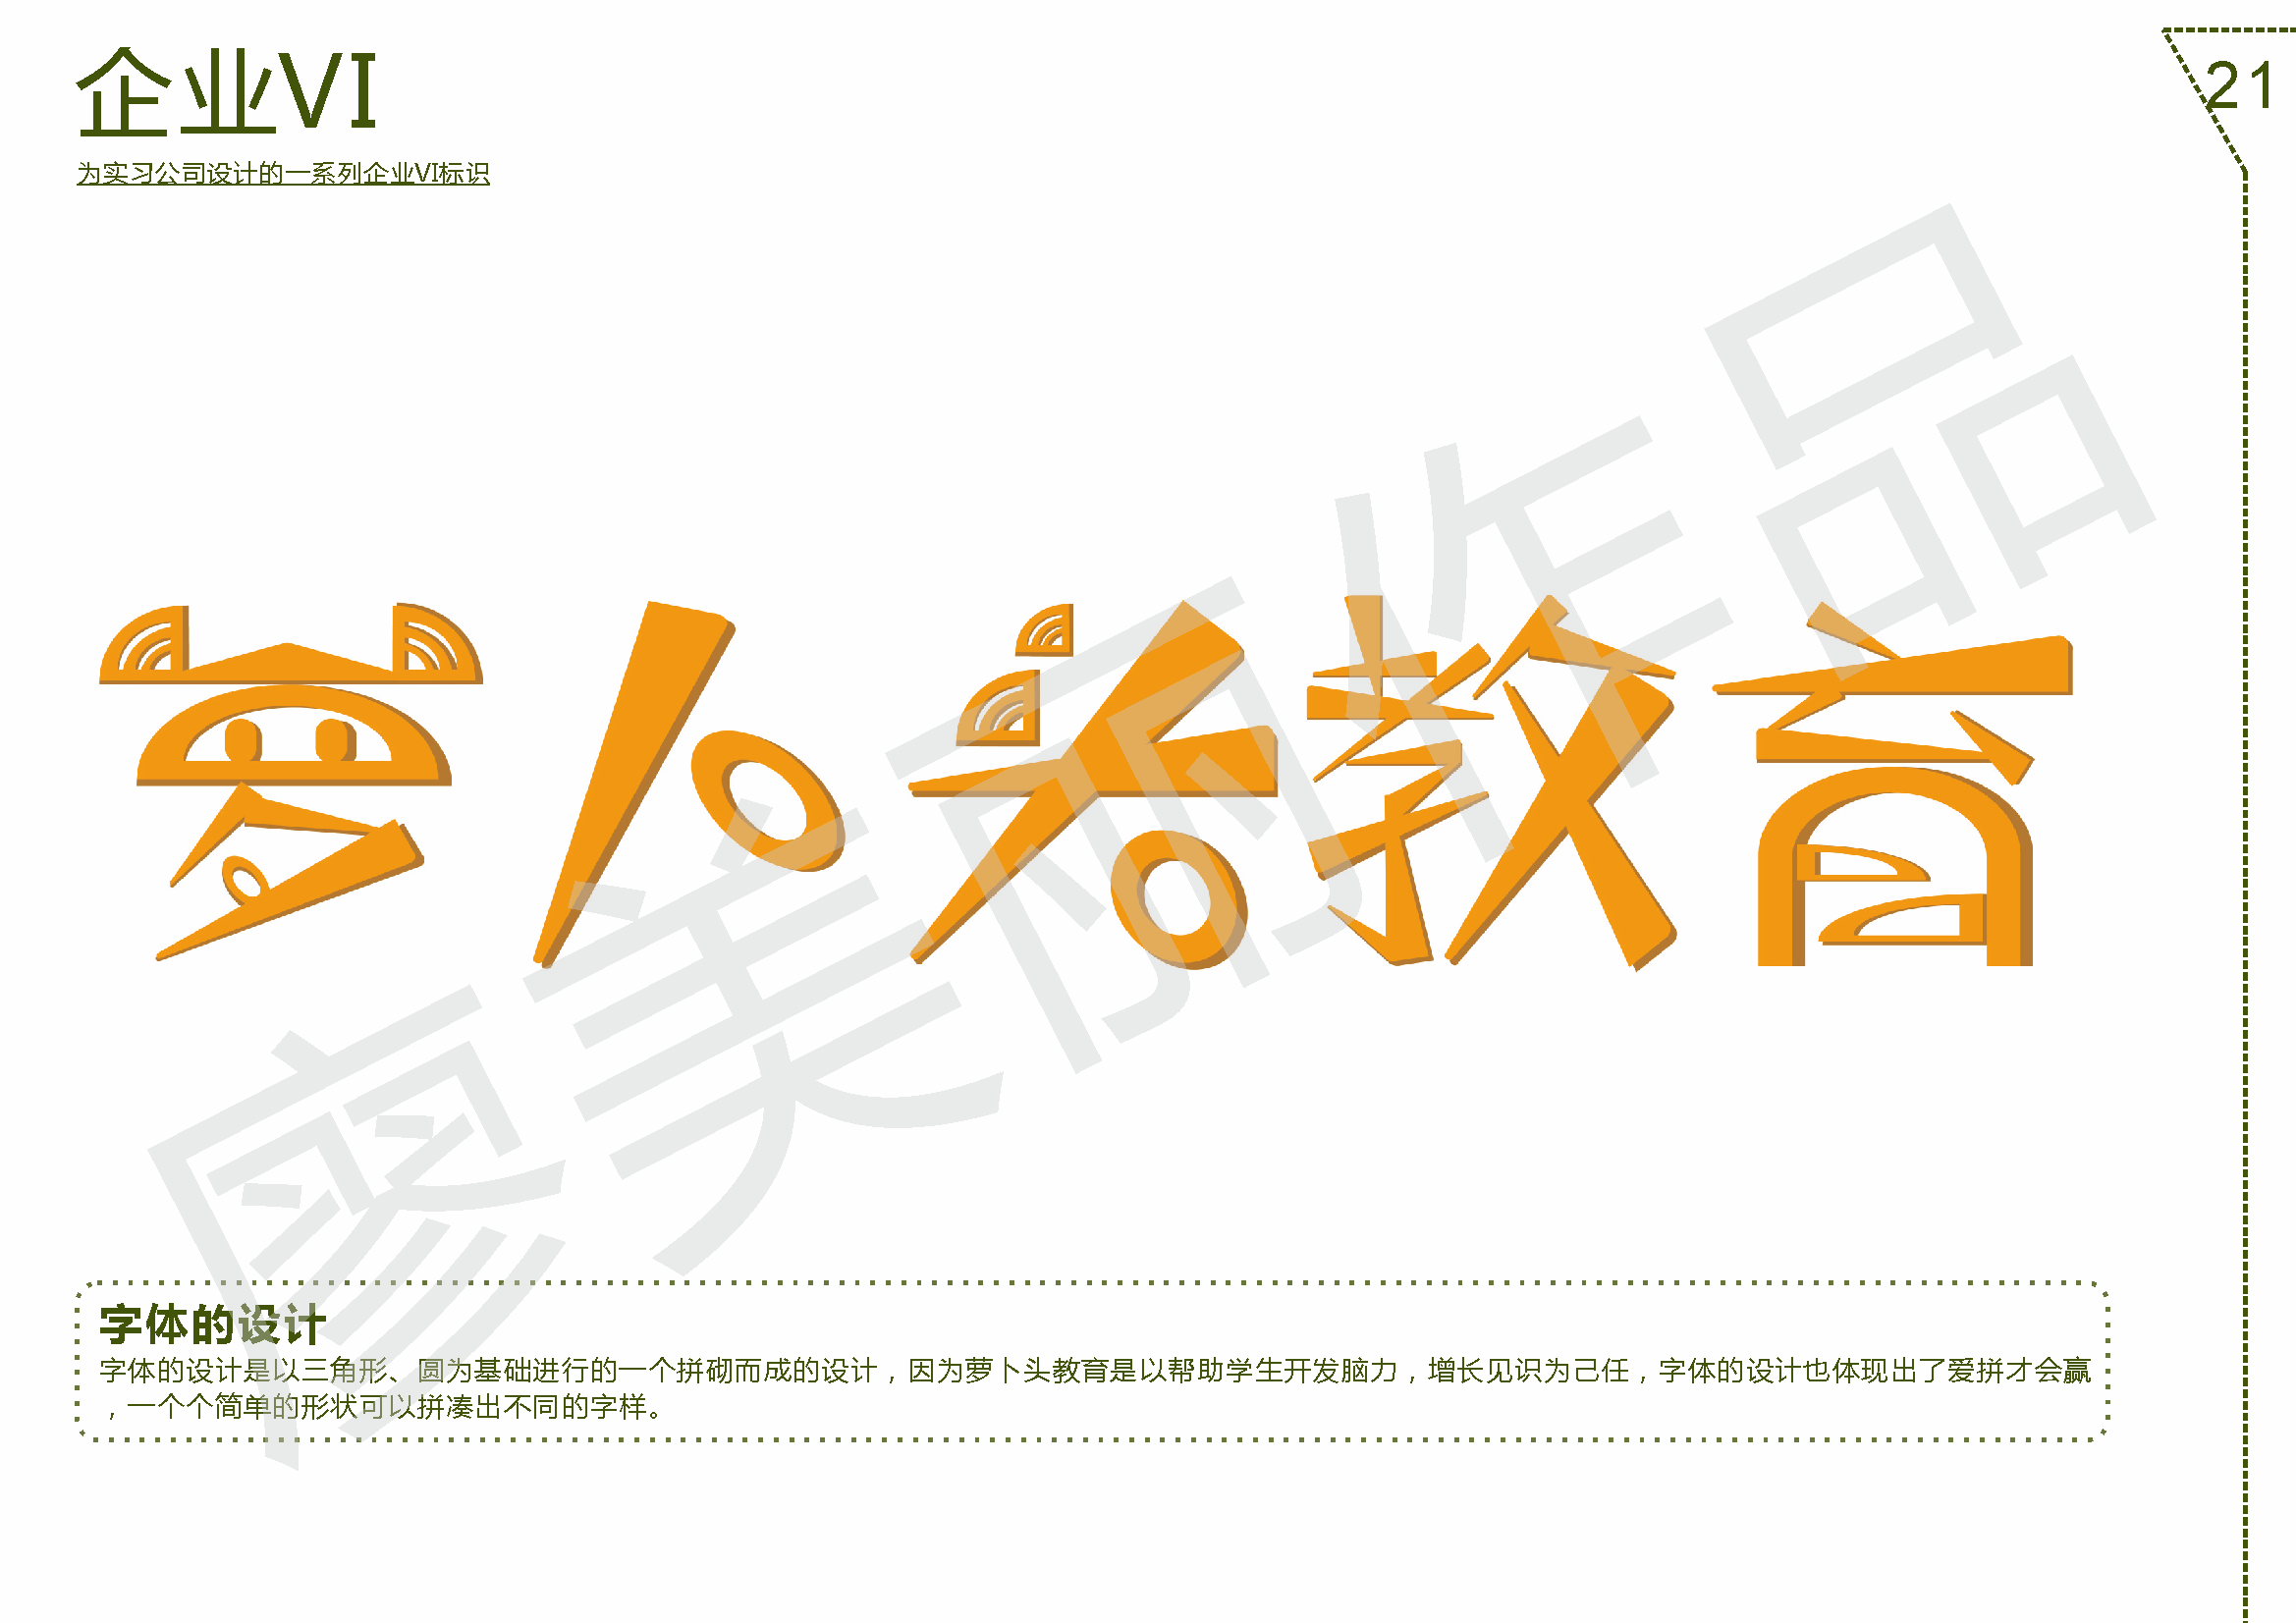 企业VI
21
为实习公司设计的一系列企业VI标识
萝卜头教育
廖美丽作品
字体的设计
字体的设计是以三角形、圆为基础进行的一个拼砌而成的设计，因为萝卜头教育是以帮助学生开发脑力，增长见识为己任，字体的设计也体现出了爱拼才会赢
，一个个简单的形状可以拼凑出不同的字样。